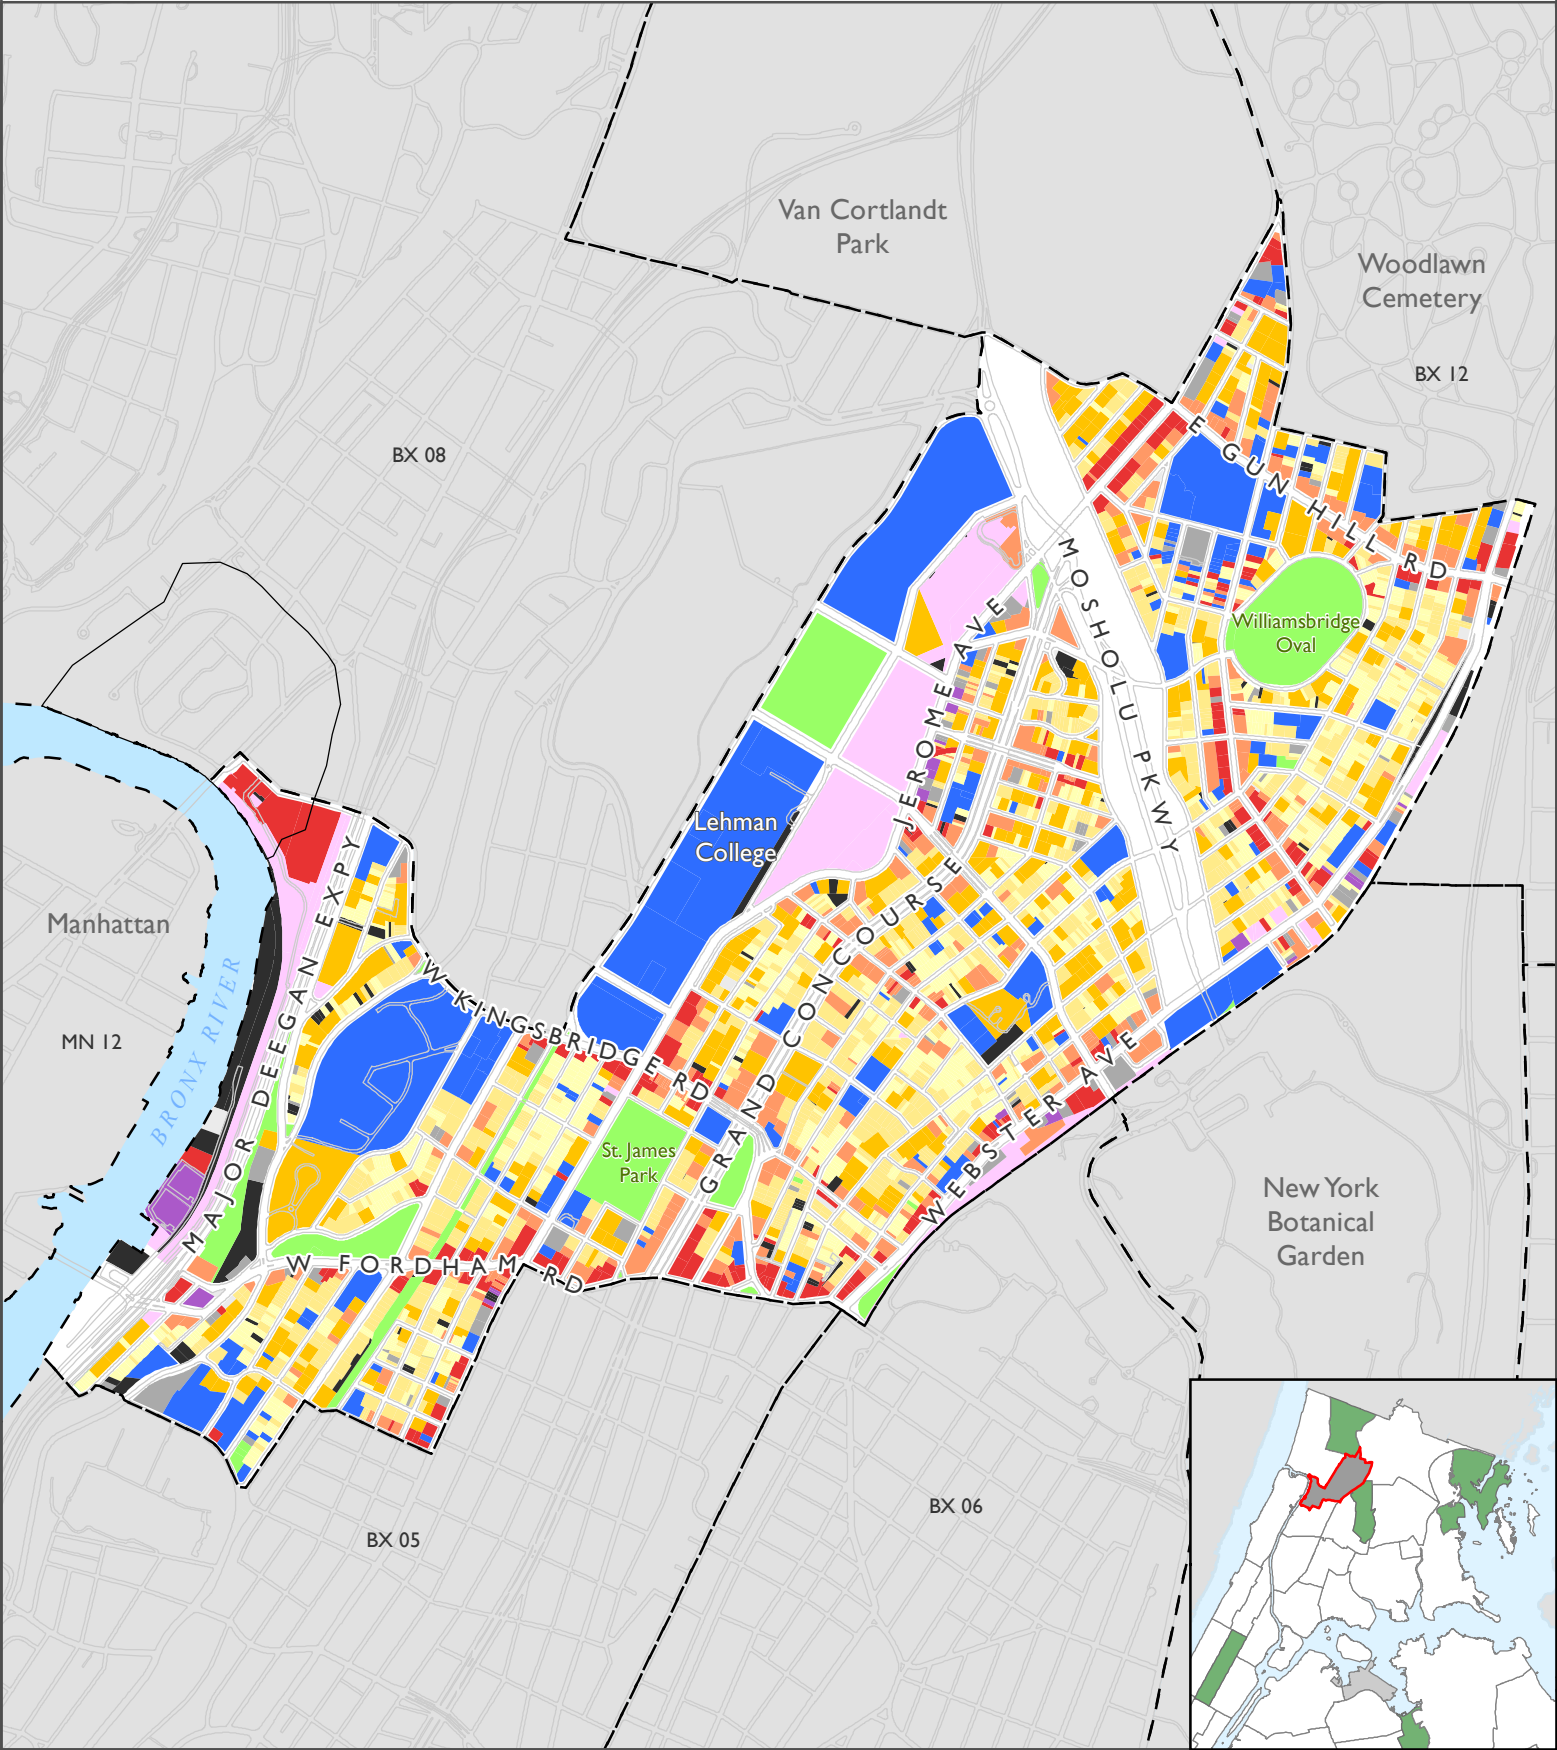 Van Cortlandt
Park
Woodlawn
Cemetery
BX 12
BX 08
E GUN HILL RD
MOSHOLU PKWY
Williamsbridge
Oval
JEROME AVE
Lehman
College
Manhattan
MAJOR DEEGAN EXPY
GRAND CONCOURSE
W KINGSBRIDGE RD
MN 12
BRONX RIVER
WEBSTER AVE
St. James
Park
New York
Botanical
Garden
W FORDHAM RD
BX 06
BX 05